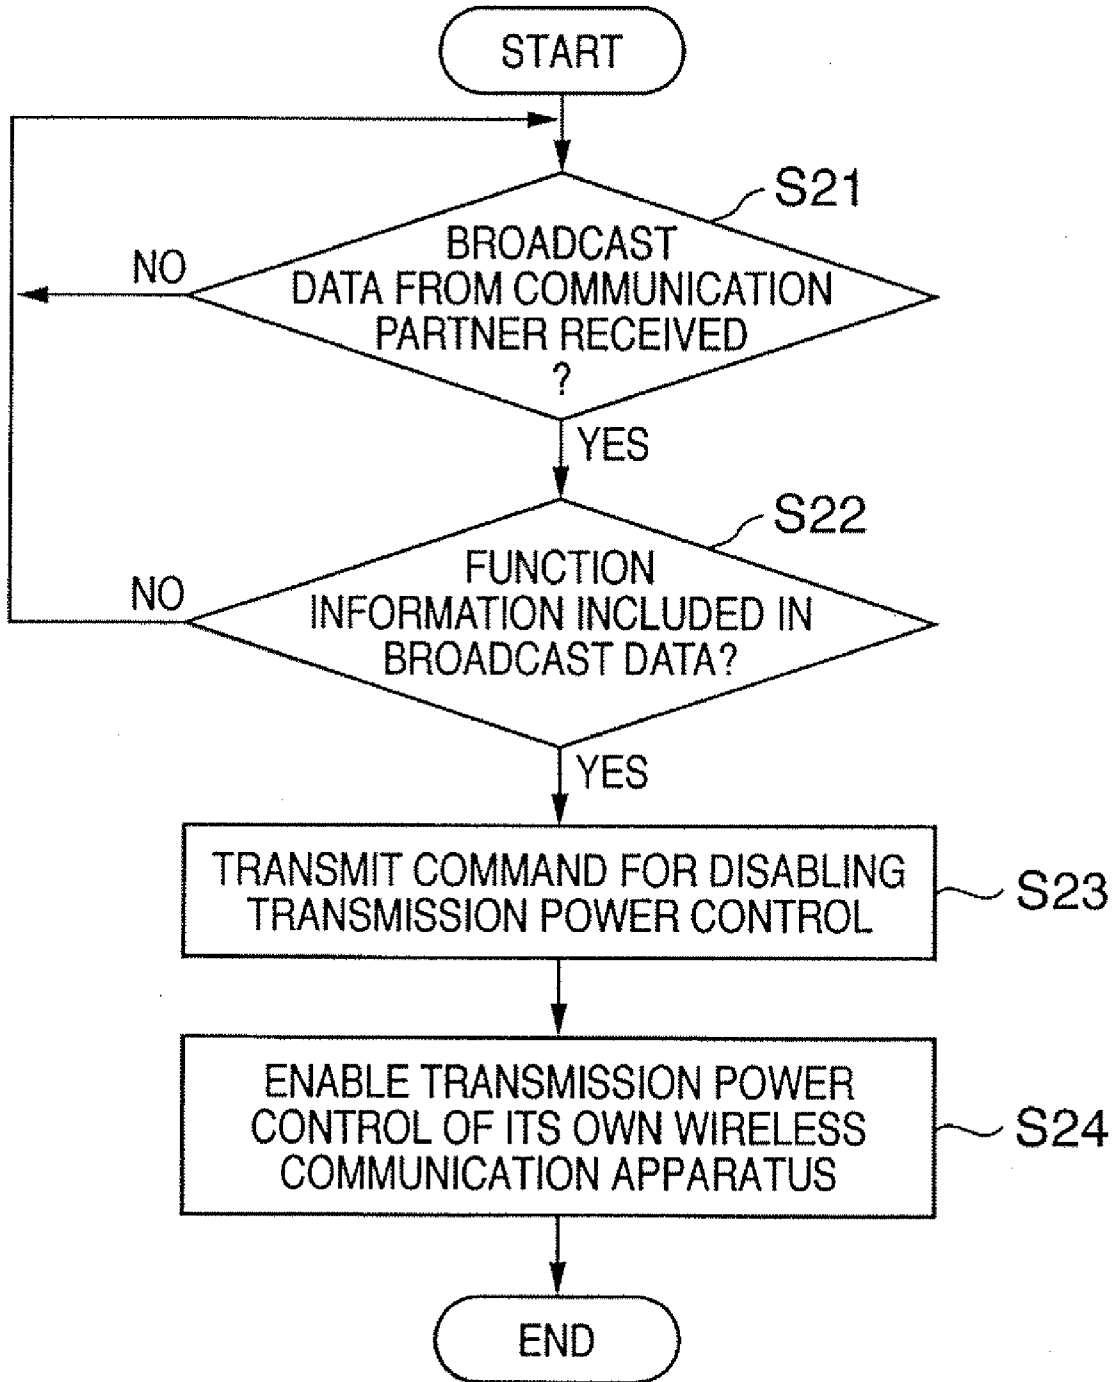 START
S21
BROADCAST
DATA FROM COMMUNICATION
PARTNER RECEIVED
?
NO
YES
S22
FUNCTION
INFORMATION INCLUDED IN
BROADCAST DATA?
NO
YES
TRANSMIT COMMAND FOR DISABLING
TRANSMISSION POWER CONTROL
S23
ENABLE TRANSMISSION POWER
CONTROL OF ITS OWN WIRELESS
COMMUNICATION APPARATUS
S24
END